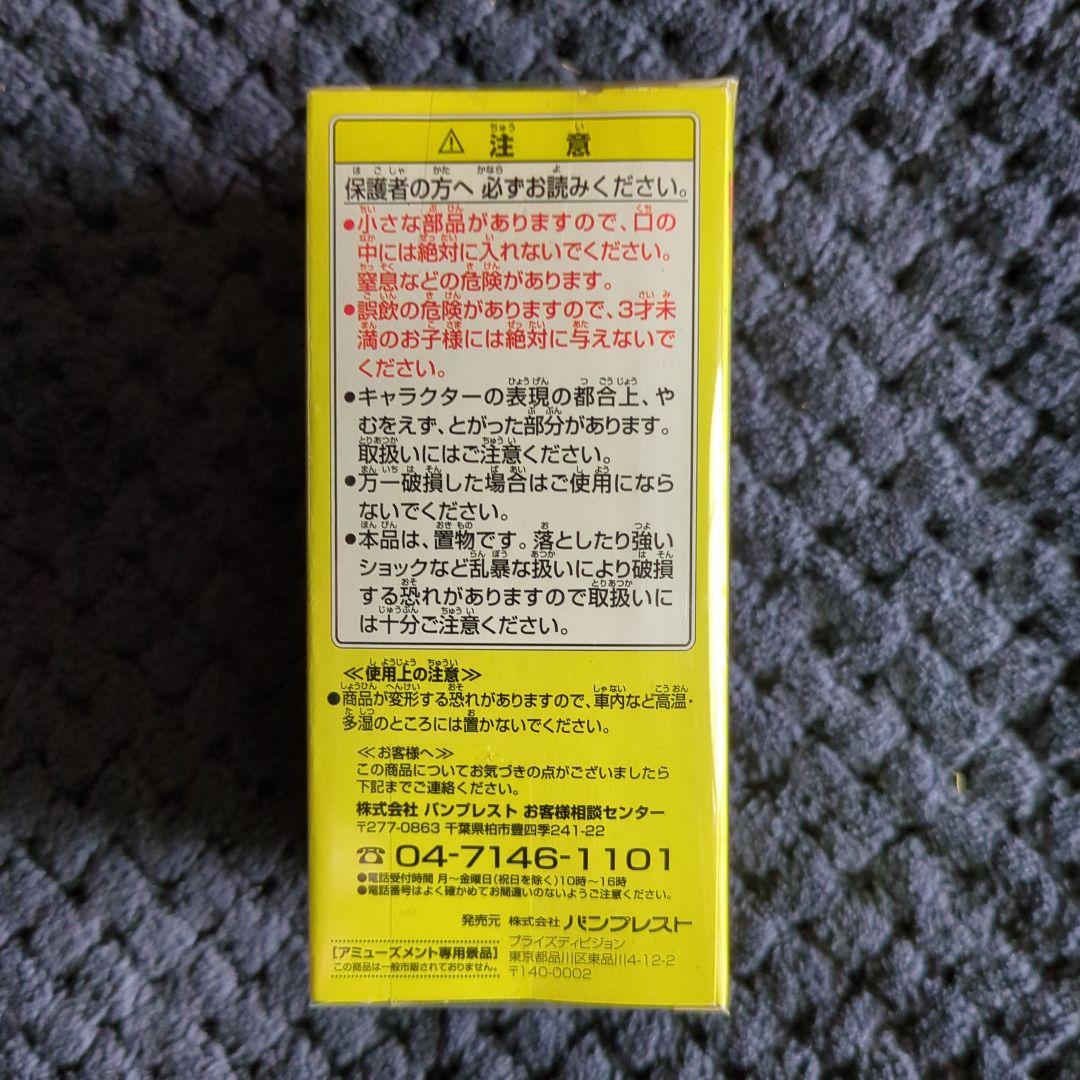 ⚠ 注意
保護者の方へ 必ずお読みください。
●小さな部品がありますので、口の
中には絶対に入れないでください。
窒息などの危険があります。
●誤飲の危険がありますので、3才未
満のお子様には絶対に与えないで
ください。
●キャラクターの表現の都合上、や
むをえず、とがった部分があります。
取扱いにはご注意ください。
●万一破損した場合はご使用になら
ないでください。
●本品は、置物です。落としたり強い
ショックなど乱暴な扱いにより破損
する恐れがありますので取扱いに
は十分ご注意ください。
≪使用上の注意≫
●商品が変形する恐れがありますので、車内など高温・
多湿のところには置かないでください。
≪お客様へ≫
この商品についてお気づきの点がございましたら
下記までご連絡ください。
株式会社 バンプレスト お客様相談センター
〒277-0863 千葉県柏市豊四季241-22
☎ 04-7146-1101
●電話受付時間 月～金曜日(祝日を除く)10時～16時
●電話番号はよく確かめてお間違いのないようご注意ください。
発売元 株式会社 バンプレスト
プライズディビジョン
東京都品川区東品川4-12-2
〒140-0002
[アミューズメント専用景品]
この商品は一般市販されておりません。